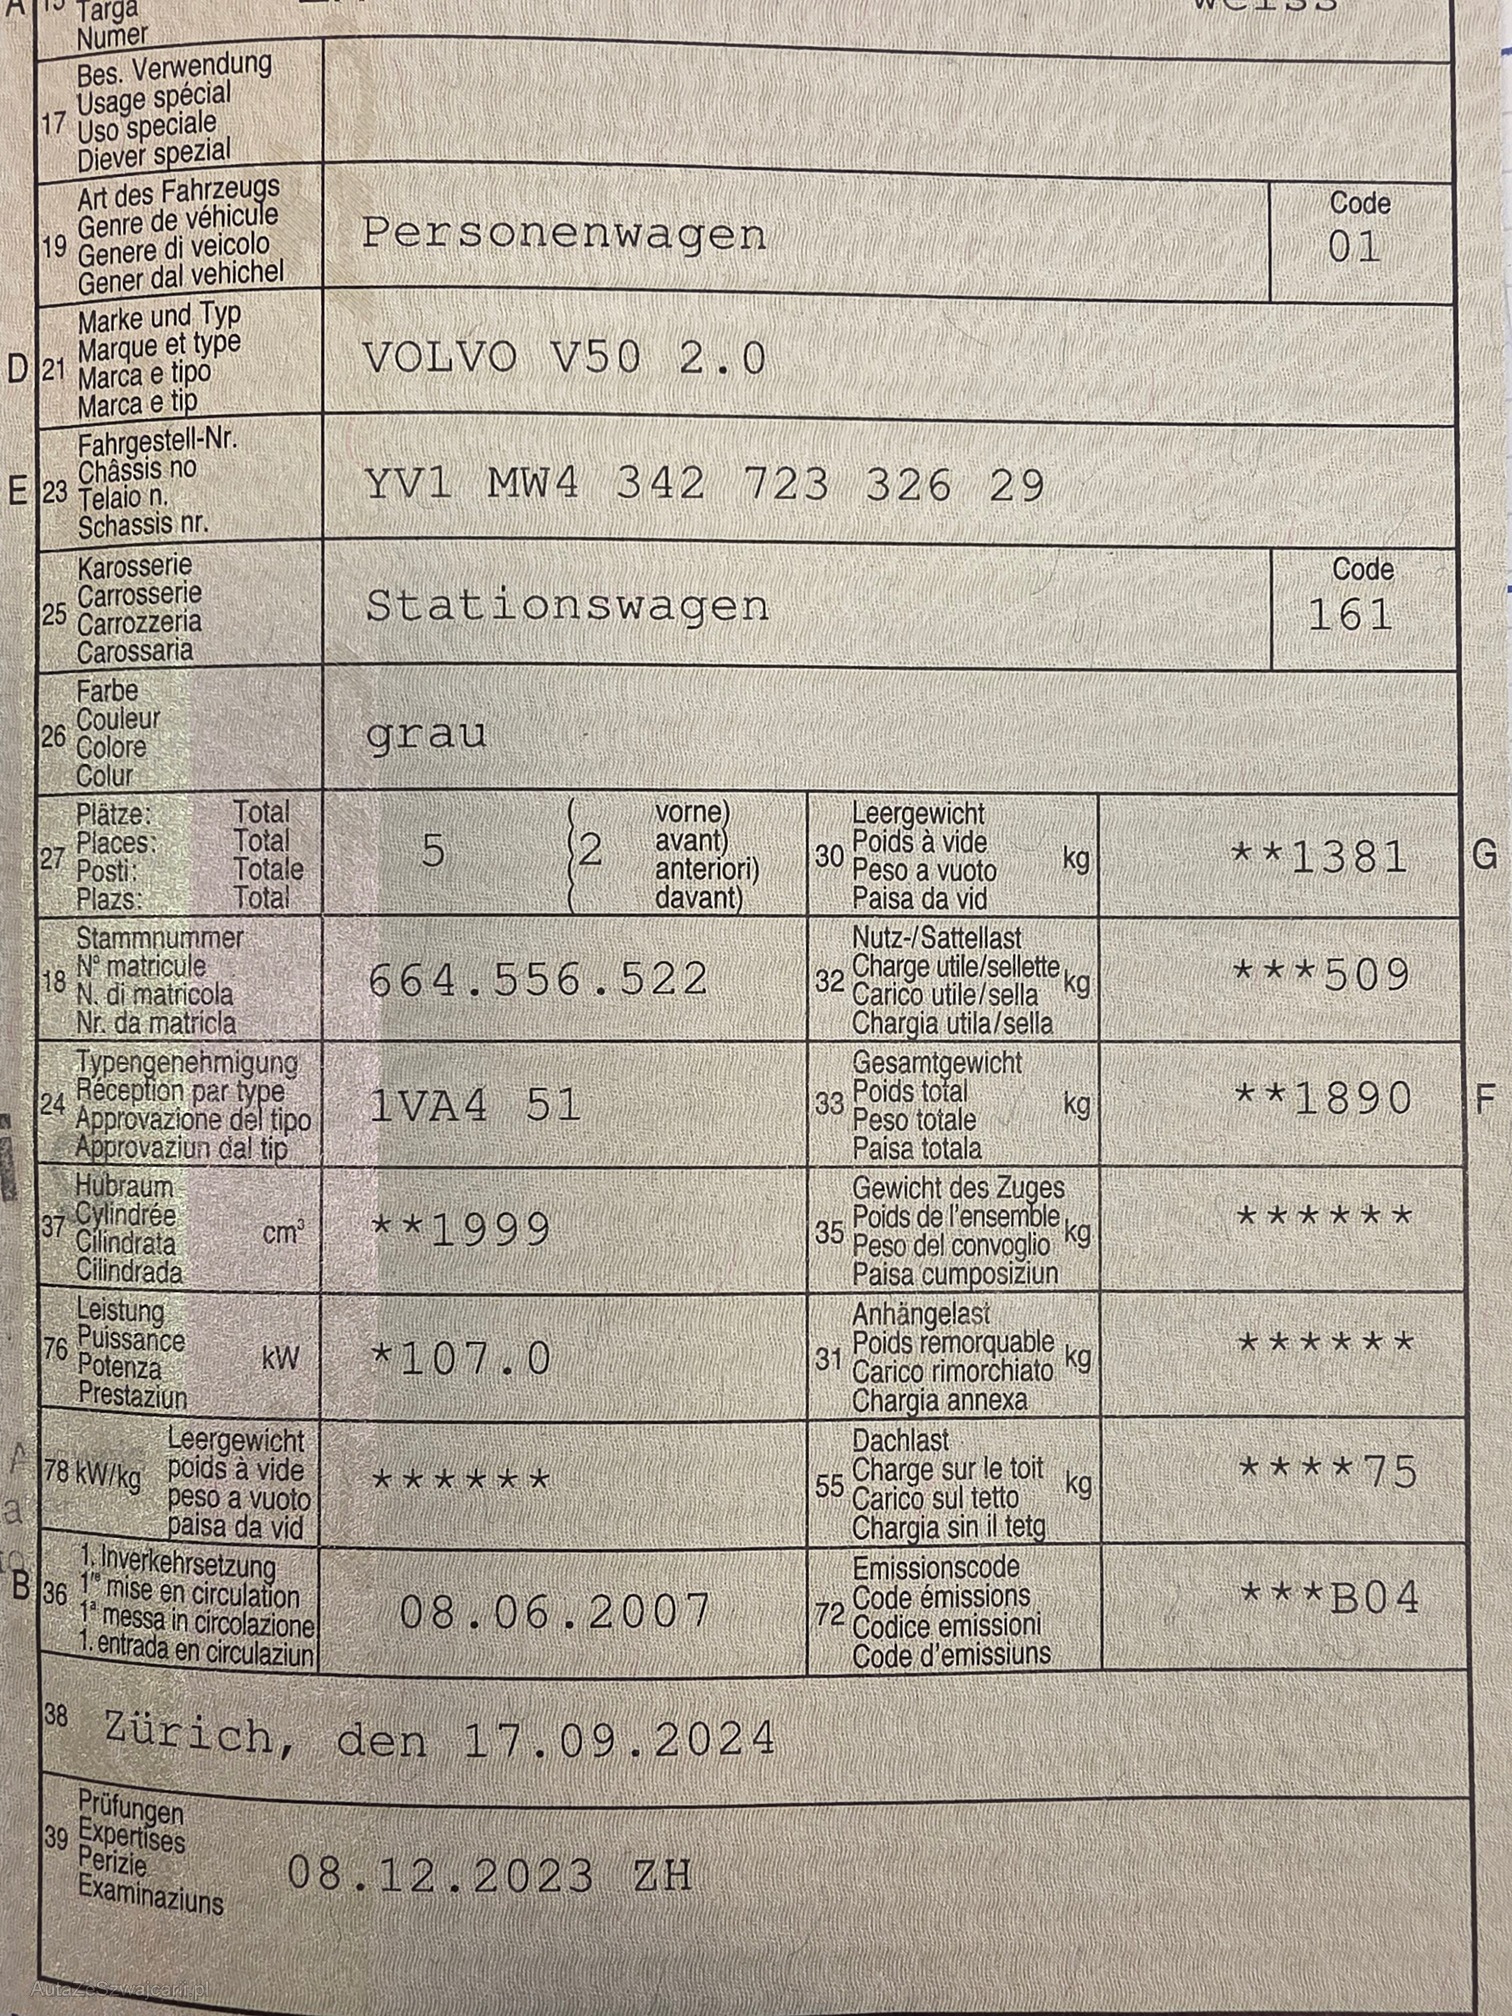 A 15 Targa
weiss
Numer
17 Bes. Verwendung
Usage spécial
Uso speciale
Diever spezial
19 Art des Fahrzeugs
Genre de véhicule
Genere di veicolo
Gener dal vehichel
Personenwagen
Code
01
D 21 Marke und Typ
Marque et type
Marca e tipo
Marca e tip
VOLVO V50 2.0
E 23 Fahrgestell-Nr.
Châssis no
Telaio n.
Schassis nr.
YV1 MW4 342 723 326 29
25 Karosserie
Carrosserie
Carrozzeria
Carossaria
Stationswagen
Code
161
26 Farbe
Couleur
Colore
Colur
grau
27 Plätze: Total
Places: Total
Posti: Totale
Plazs: Total
5 (2 vorne)
avant)
anteriori)
davant)
30 Leergewicht
Poids à vide
Peso a vuoto
Paisa da vid
kg
**1381 G
18 Stammnummer
N° matricule
N. di matricola
Nr. da matricla
664.556.522
32 Nutz-/Sattellast
Charge utile/sellette
Carico utile/sella
Chargia utila/sella
kg
***509
24 Typengenehmigung
Réception par type
Approvazione del tipo
Approvaziun dal tip
1VA4 51
33 Gesamtgewicht
Poids total
Peso totale
Paisa totala
kg
**1890 F
37 Hubraum
Cylindrée
Cilindrata
Cilindrada
cm³
**1999
35 Gewicht des Zuges
Poids de l'ensemble
Peso del convoglio
Paisa cumposiziun
kg
******
76 Leistung
Puissance
Potenza
Prestaziun
kW
*107.0
31 Anhängelast
Poids remorquable
Carico rimorchiato
Chargia annexa
kg
******
78 kW/kg Leergewicht
poids à vide
peso a vuoto
paisa da vid
******
55 Dachlast
Charge sur le toit
Carico sul tetto
Chargia sin il tetg
kg
****75
B 36 1. Inverkehrsetzung
1re mise en circulation
1a messa in circolazione
1. entrada en circulaziun
08.06.2007
72 Emissionscode
Code émissions
Codice emissioni
Code d'emissiuns
***B04
38 Zürich, den 17.09.2024
39 Prüfungen
Expertises
Perizie
Examinaziuns
08.12.2023 ZH
AutaZeSzwajcarii.pl